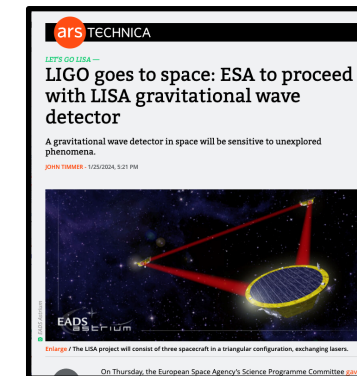 ars TECHNICA
LET'S GO LISA —
LIGO goes to space: ESA to proceed
with LISA gravitational wave
detector
A gravitational wave detector in space will be sensitive to unexplored
phenomena.
JOHN TIMMER - 1/25/2024, 5:21 PM
EADS
astrium
EADS Astrium
Enlarge / The LISA project will consist of three spacecraft in a triangular configuration, exchanging lasers.
On Thursday, the European Space Agency's Science Programme Committee gav